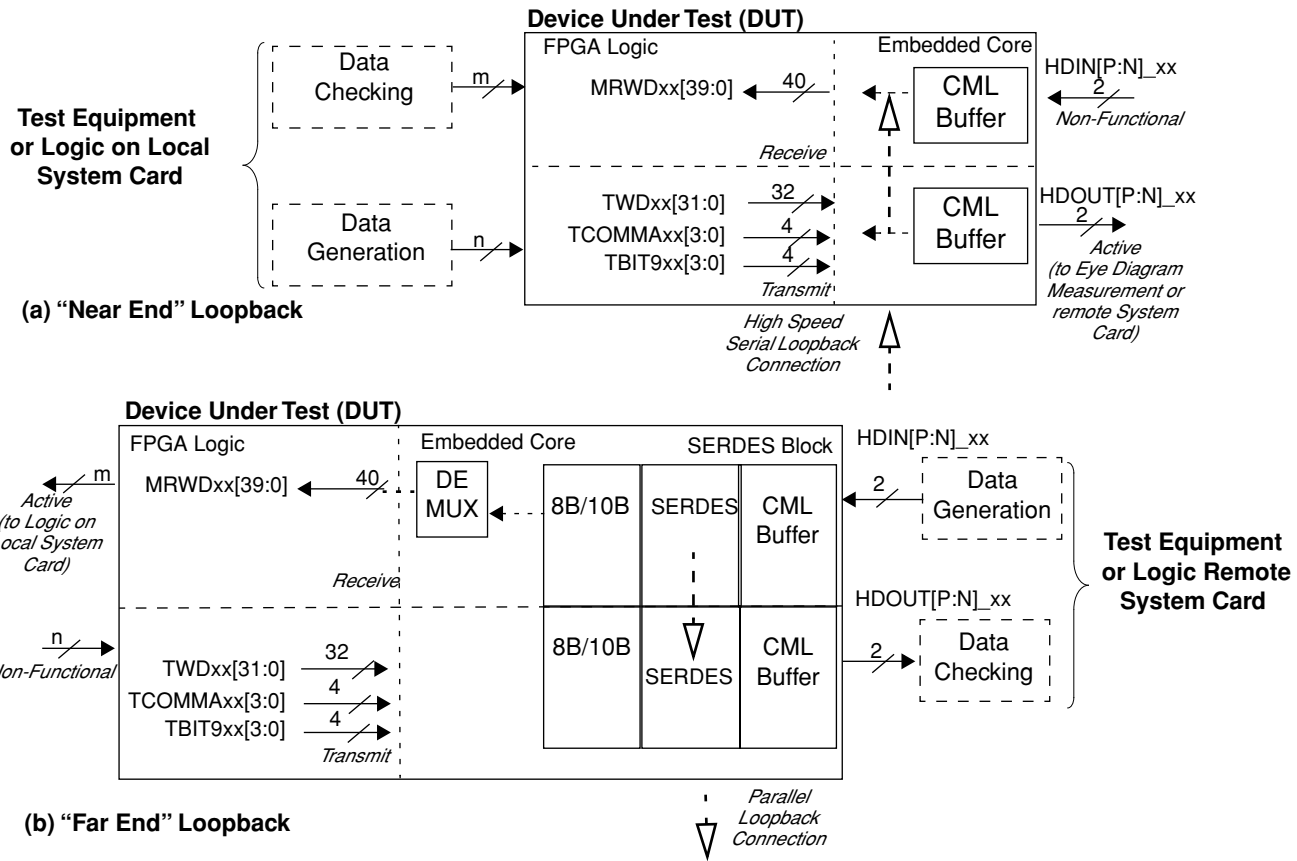 Device Under Test (DUT)
FPGA Logic
Embedded Core
Data
Checking
m
MRWDxx[39:0]
40
CML
Buffer
HDIN[P:N]_xx
2
Non-Functional
Test Equipment
or Logic on Local
System Card
Receive
Data
Generation
n
TWDxx[31:0]
32
TCOMMAxx[3:0]
4
TBIT9xx[3:0]
4
Transmit
CML
Buffer
HDOUT[P:N]_xx
2
Active
(to Eye Diagram
Measurement or
remote System
Card)
(a) “Near End” Loopback
High Speed
Serial Loopback
Connection
Device Under Test (DUT)
FPGA Logic
Embedded Core
SERDES Block
m
Active
(to Logic on
ocal System
Card)
MRWDxx[39:0]
40
DE
MUX
8B/10B
SERDES
CML
Buffer
HDIN[P:N]_xx
2
Data
Generation
Receive
Test Equipment
or Logic Remote
System Card
n
Non-Functional
TWDxx[31:0]
32
TCOMMAxx[3:0]
4
TBIT9xx[3:0]
4
Transmit
8B/10B
SERDES
CML
Buffer
HDOUT[P:N]_xx
2
Data
Checking
(b) “Far End” Loopback
Parallel
Loopback
Connection